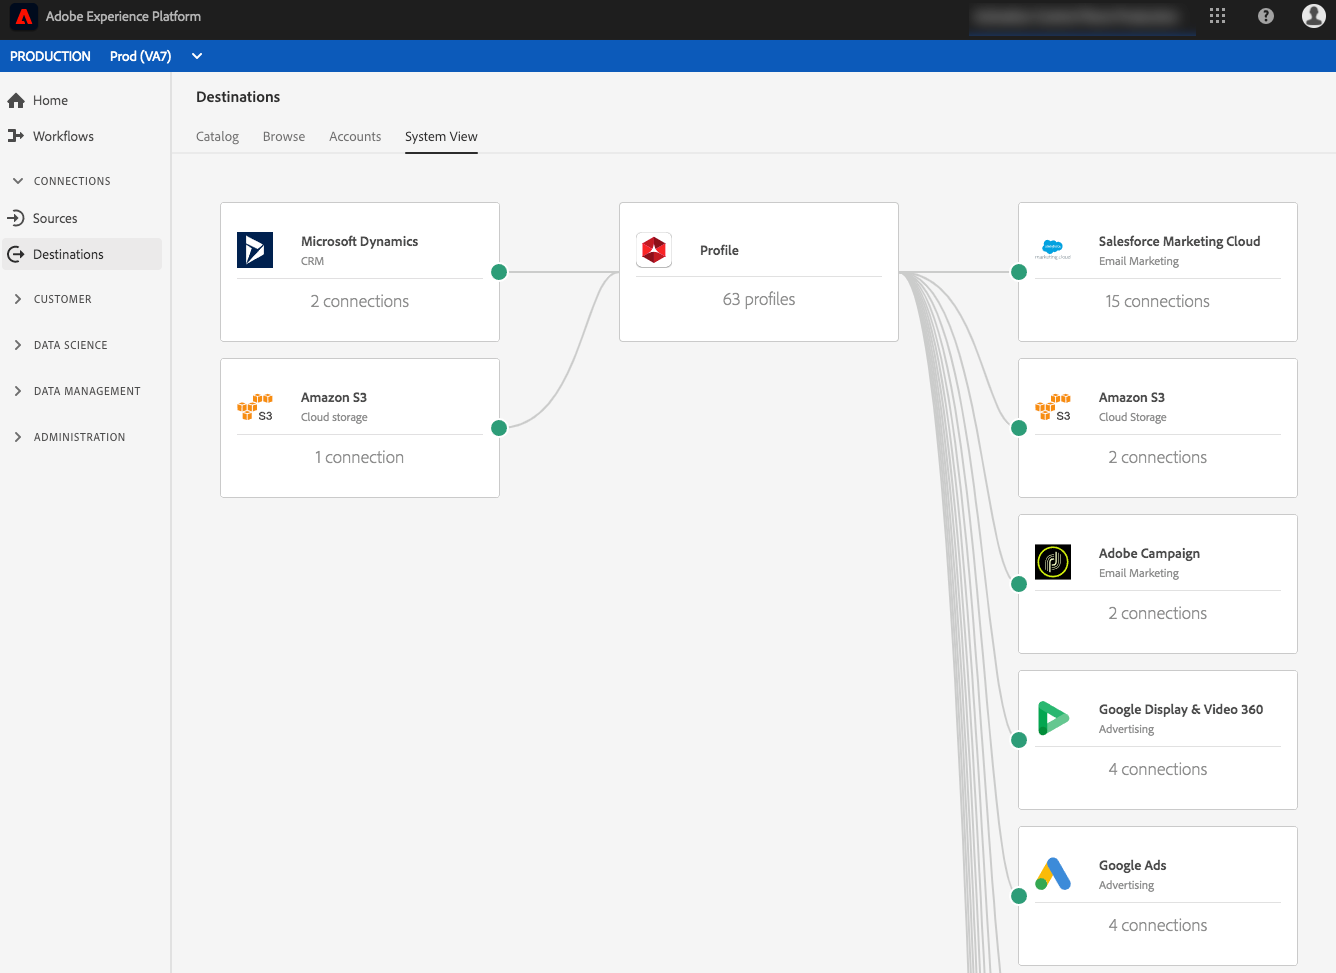 Adobe Experience Platform
PRODUCTION Prod (VA7)
Home
Workflows
CONNECTIONS
Sources
Destinations
CUSTOMER
DATA SCIENCE
DATA MANAGEMENT
ADMINISTRATION
Destinations
Catalog Browse Accounts System View
Microsoft Dynamics
CRM
2 connections
S3
Amazon S3
Cloud storage
1 connection
Profile
63 profiles
Salesforce Marketing Cloud
Email Marketing
15 connections
S3
Amazon S3
Cloud Storage
2 connections
Adobe Campaign
Email Marketing
2 connections
Google Display & Video 360
Advertising
4 connections
Google Ads
Advertising
4 connections